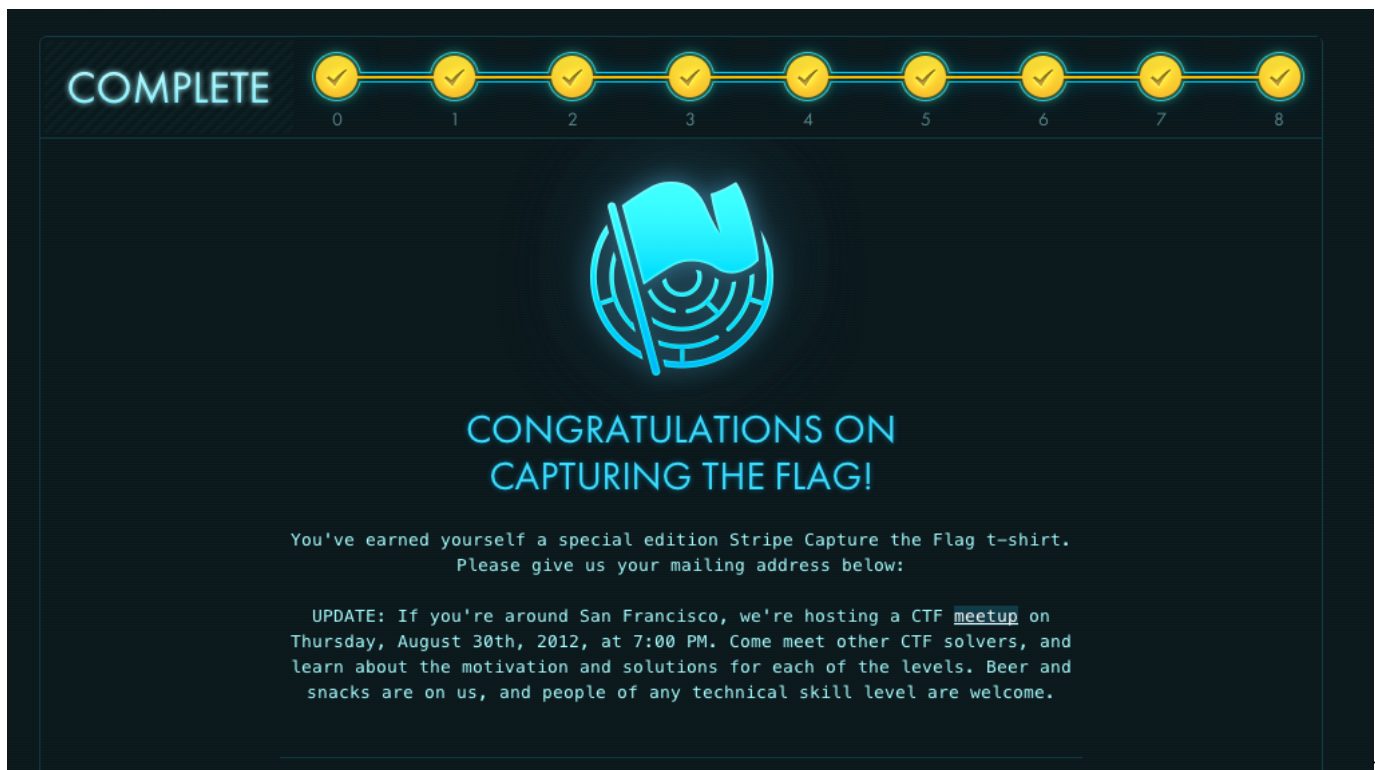 COMPLETE
0 1 2 3 4 5 6 7 8
CONGRATULATIONS ON
CAPTURING THE FLAG!
You've earned yourself a special edition Stripe Capture the Flag t-shirt.
Please give us your mailing address below:
UPDATE: If you're around San Francisco, we're hosting a CTF meetup on
Thursday, August 30th, 2012, at 7:00 PM. Come meet other CTF solvers, and
learn about the motivation and solutions for each of the levels. Beer and
snacks are on us, and people of any technical skill level are welcome.